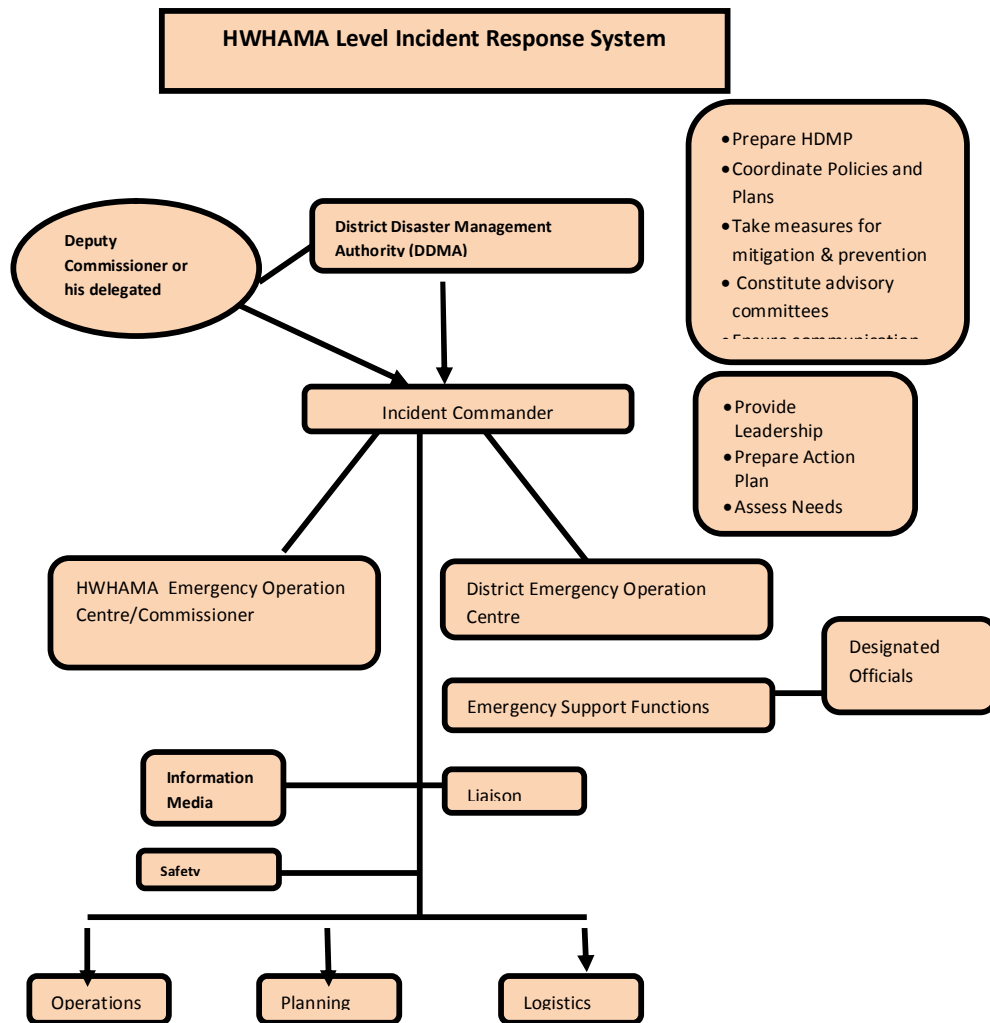 HWHAMA Level Incident Response System
•Prepare HDMP
•Coordinate Policies and
Plans
•Take measures for
mitigation & prevention
• Constitute advisory
committees
•Ensure communication
Deputy
Commissioner or
his delegated
District Disaster Management
Authority (DDMA)
Incident Commander
•Provide
Leadership
•Prepare Action
Plan
•Assess Needs
HWHAMA Emergency Operation
Centre/Commissioner
District Emergency Operation
Centre
Designated
Officials
Emergency Support Functions
Information
Media
Liaison
Safety
Operations
Planning
Logistics